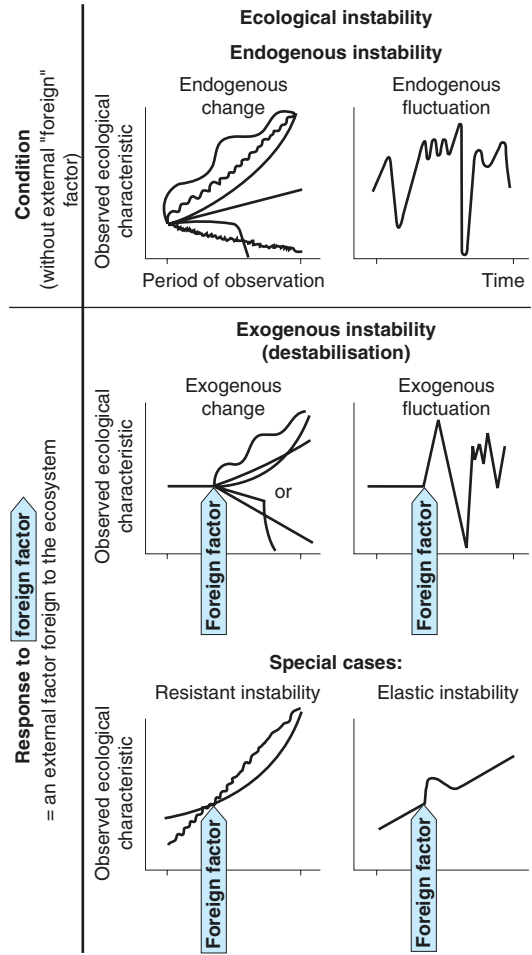 Ecological instability
Endogenous instability
Condition
(without external "foreign"
factor)
Endogenous
change
Endogenous
fluctuation
Observed ecological
characteristic
Period of observation
Time
Exogenous instability
(destabilisation)
Response to foreign factor
= an external factor foreign to the ecosystem
Exogenous
change
Exogenous
fluctuation
Observed ecological
characteristic
or
Foreign factor
Foreign factor
Special cases:
Resistant instability
Elastic instability
Observed ecological
characteristic
Foreign factor
Foreign factor